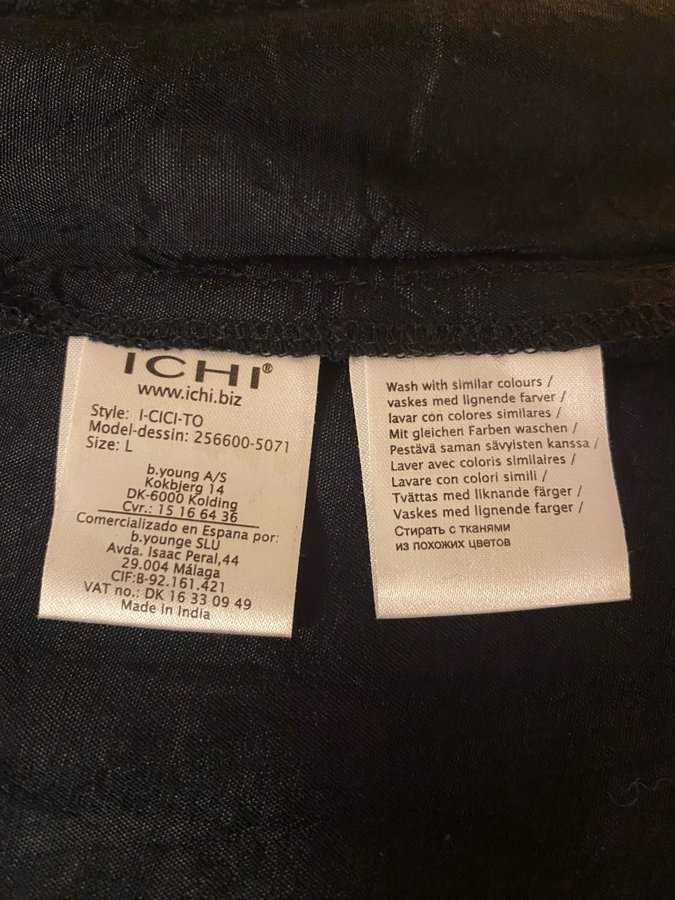 ICHI®
www.ichi.biz
Style: I-CICI-TO
Model-dessin: 256600-5071
Size: L
b.young A/S
Kokbjerg 14
DK-6000 Kolding
Cvr.: 15 16 64 36
Comercializado en Espana por:
b.younge SLU
Avda. Isaac Peral,44
29.004 Málaga
CIF:B-92.161.421
VAT no.: DK 16 33 09 49
Made in India
Wash with similar colours /
vaskes med lignende farver /
lavar con colores similares /
Mit gleichen Farben waschen /
Pestävä saman sävyisten kanssa /
Laver avec coloris similaires /
Lavare con colori simili /
Tvättas med liknande färger /
Vaskes med lignende farger /
Стирать с тканями
из похожих цветов